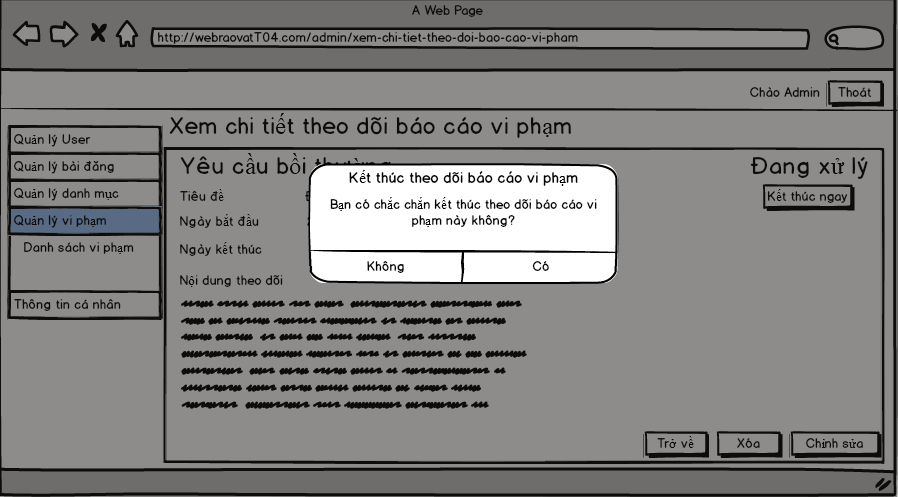 A Web Page
http://webraovatT04.com/admin/xem-chi-tiet-theo-doi-bao-cao-vi-pham
Chào Admin
Thoát
Quản lý User
Quản lý bài đăng
Quản lý danh mục
Quản lý vi phạm
Danh sách vi phạm
Thông tin cá nhân
Xem chi tiết theo dõi báo cáo vi phạm
Yêu cầu bồi thường
Đang xử lý
Kết thúc ngay
Tiêu đề
Ngày bắt đầu
Ngày kết thúc
Nội dung theo dõi
Kết thúc theo dõi báo cáo vi phạm
Bạn có chắc chắn kết thúc theo dõi báo cáo vi
phạm này không?
Không
Có
Trở về
Xóa
Chỉnh sửa